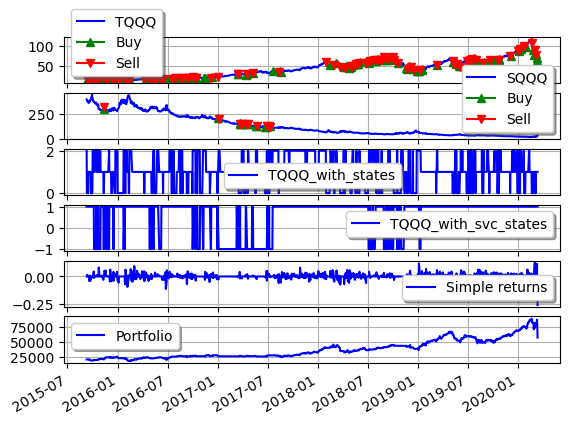 TQQQ
Buy
Sell
100
50
SQQQ
Buy
Sell
250
0
2
0
TQQQ_with_states
1
−1
TQQQ_with_svc_states
0.00
−0.25
Simple returns
75000
50000
25000
Portfolio
2015-07
2016-01
2016-07
2017-01
2017-07
2018-01
2018-07
2019-01
2019-07
2020-01